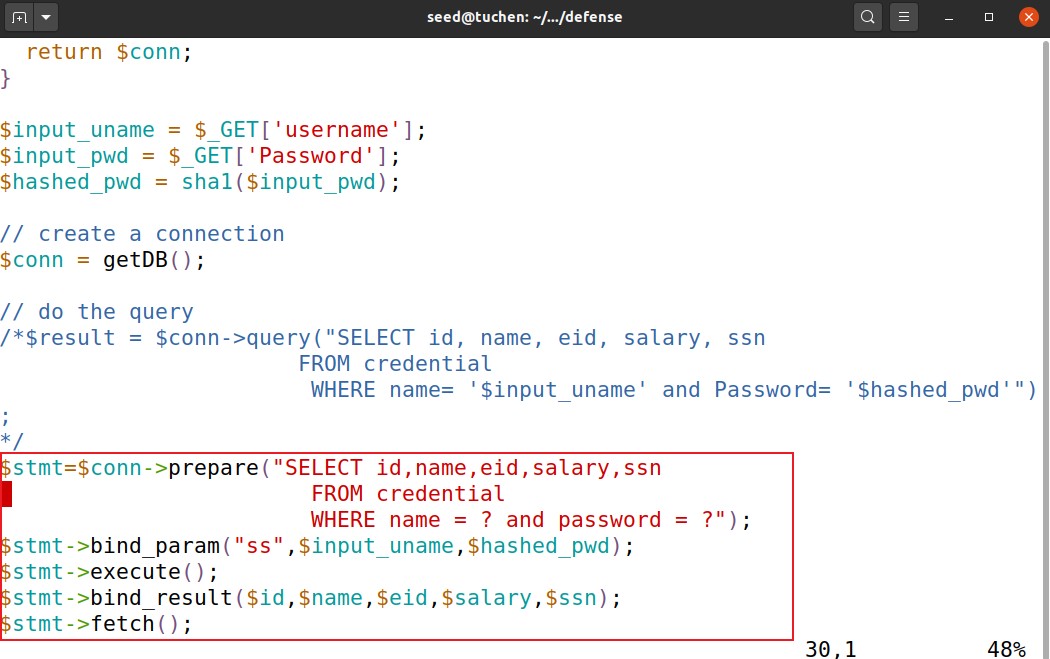 seed@tuchen: ~/.../defense
  return $conn;
}

$input_uname = $_GET['username'];
$input_pwd = $_GET['Password'];
$hashed_pwd = sha1($input_pwd);

// create a connection
$conn = getDB();

// do the query
/*$result = $conn->query("SELECT id, name, eid, salary, ssn
                       FROM credential
                        WHERE name= '$input_uname' and Password= '$hashed_pwd'")
;
*/
$stmt=$conn->prepare("SELECT id,name,eid,salary,ssn
                        FROM credential
                        WHERE name = ? and password = ?");
$stmt->bind_param("ss",$input_uname,$hashed_pwd);
$stmt->execute();
$stmt->bind_result($id,$name,$eid,$salary,$ssn);
$stmt->fetch();
30,1          48%